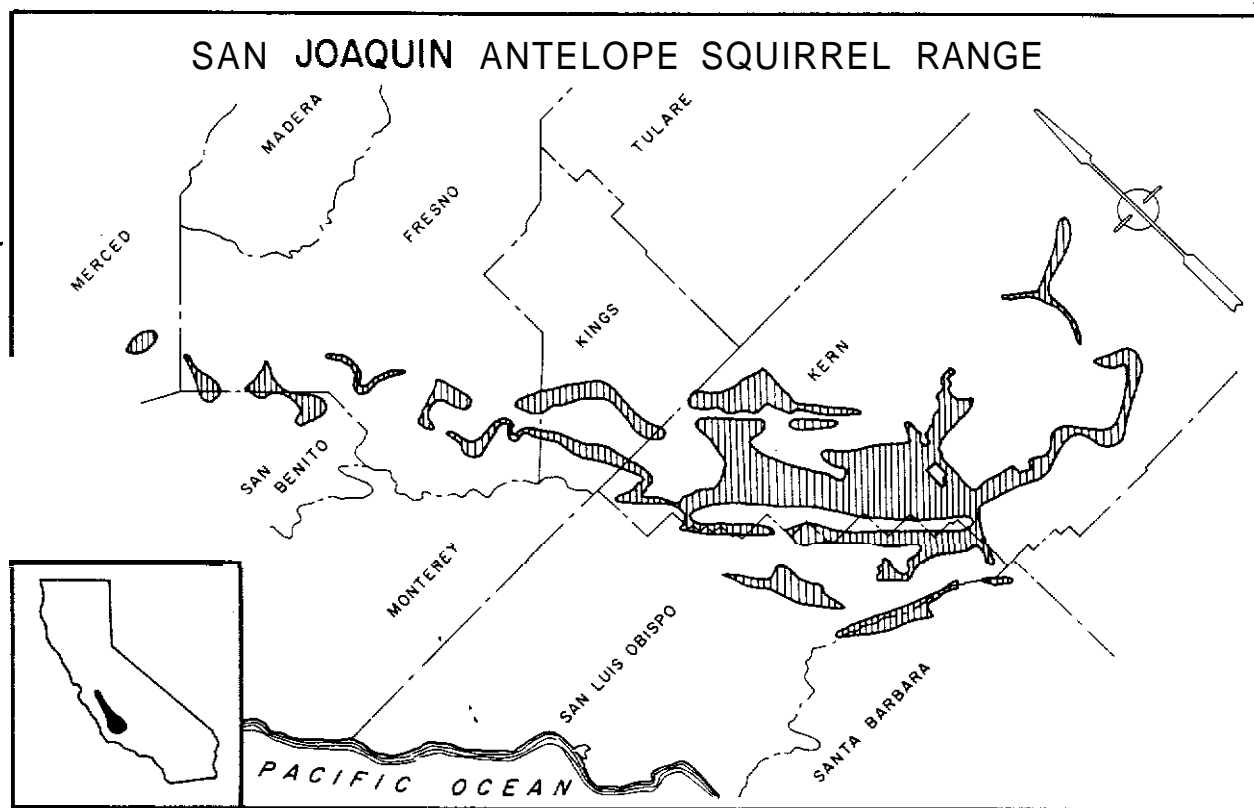 SAN JOAQUIN ANTELOPE SQUIRREL RANGE
MADERA
TULARE
MERCED
FRESNO
KINGS
KERN
SAN
BENITO
MONTEREY
SAN LUIS OBISPO
SANTA BARBARA
PACIFIC OCEAN